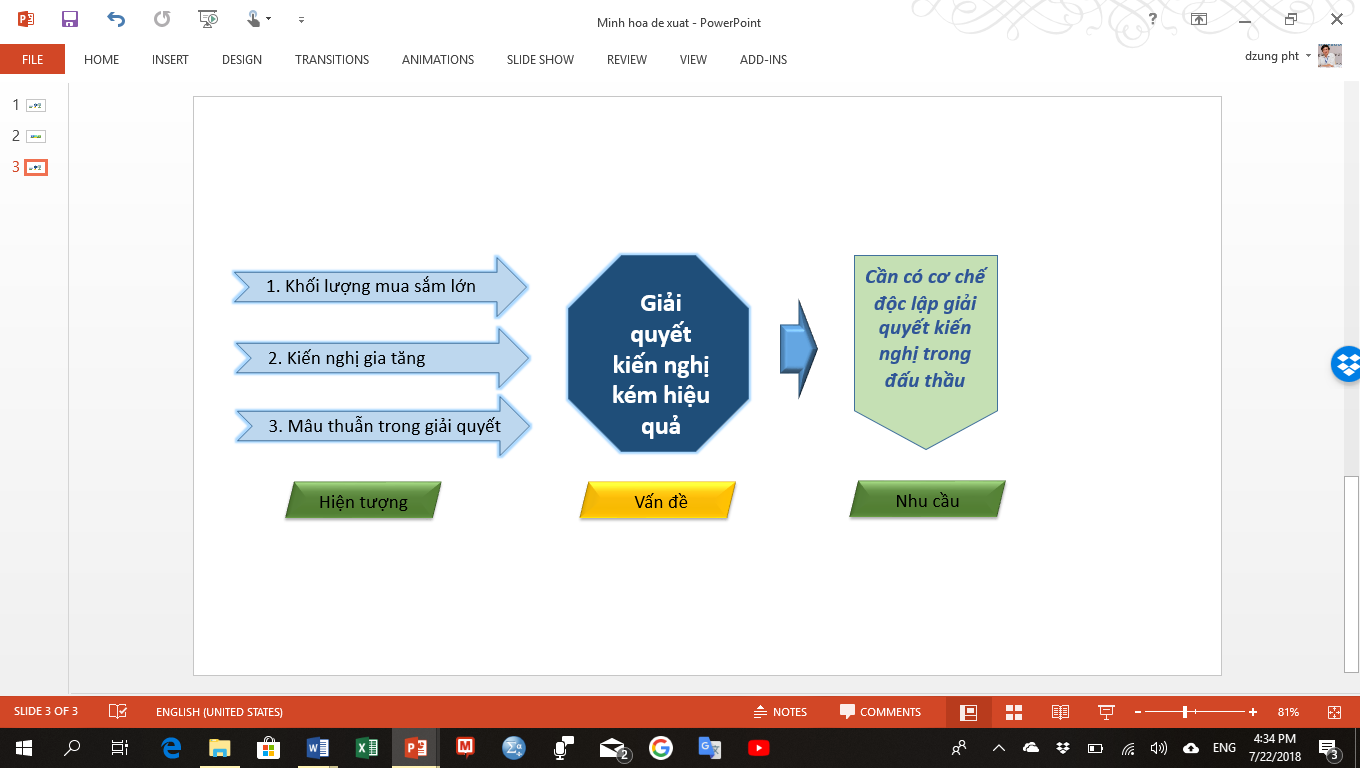 Minh hoa de xuat - PowerPoint
?
FILE HOME INSERT DESIGN TRANSITIONS ANIMATIONS SLIDE SHOW REVIEW VIEW ADD-INS
dzung pht
1
2
3
1. Khối lượng mua sắm lớn
2. Kiến nghị gia tăng
3. Mâu thuẫn trong giải quyết
Giải
quyết
kiến nghị
kém hiệu
quả
Cần có cơ chế
độc lập giải
quyết kiến
nghị trong
đấu thầu
Hiện tượng
Vấn đề
Nhu cầu
SLIDE 3 OF 3 ENGLISH (UNITED STATES) NOTES COMMENTS 81%
ENG
4:34 PM
7/22/2018
2
3